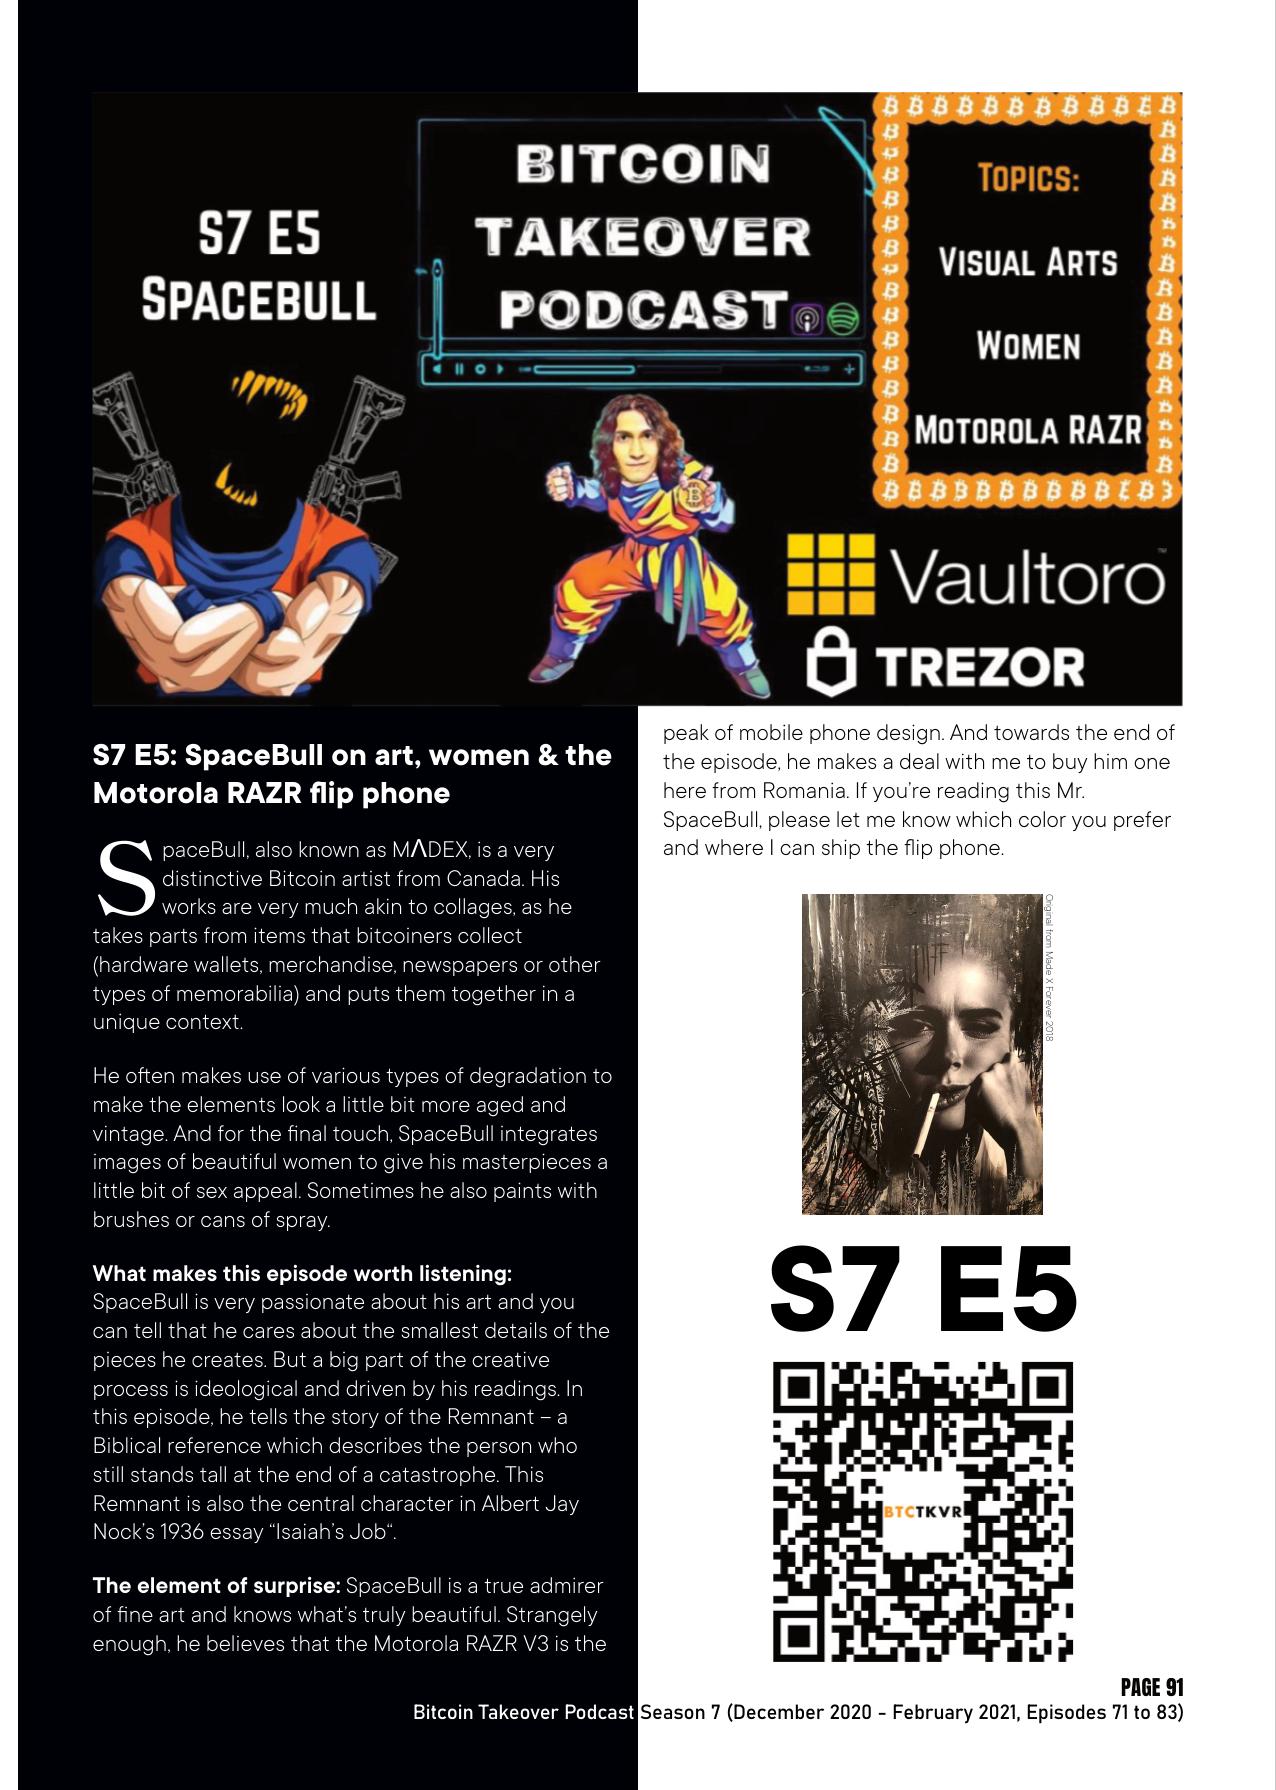 S7 E5
SPACEBULL
BITCOIN
TAKEOVER
PODCAST
TOPICS:
VISUAL ARTS
WOMEN
MOTOROLA RAZR
Vaultoro™
TREZOR
S7 E5: SpaceBull on art, women & the
Motorola RAZR flip phone
SpaceBull, also known as MΛDEX, is a very
distinctive Bitcoin artist from Canada. His
works are very much akin to collages, as he
takes parts from items that bitcoiners collect
(hardware wallets, merchandise, newspapers or other
types of memorabilia) and puts them together in a
unique context.
He often makes use of various types of degradation to
make the elements look a little bit more aged and
vintage. And for the final touch, SpaceBull integrates
images of beautiful women to give his masterpieces a
little bit of sex appeal. Sometimes he also paints with
brushes or cans of spray.
What makes this episode worth listening:
SpaceBull is very passionate about his art and you
can tell that he cares about the smallest details of the
pieces he creates. But a big part of the creative
process is ideological and driven by his readings. In
this episode, he tells the story of the Remnant – a
Biblical reference which describes the person who
still stands tall at the end of a catastrophe. This
Remnant is also the central character in Albert Jay
Nock's 1936 essay “Isaiah's Job“.
The element of surprise: SpaceBull is a true admirer
of fine art and knows what's truly beautiful. Strangely
enough, he believes that the Motorola RAZR V3 is the
peak of mobile phone design. And towards the end of
the episode, he makes a deal with me to buy him one
here from Romania. If you're reading this Mr.
SpaceBull, please let me know which color you prefer
and where I can ship the flip phone.
Original from Made X Forever 2018
S7 E5
BTCTKVR
PAGE 91
Bitcoin Takeover Podcast Season 7 (December 2020 - February 2021, Episodes 71 to 83)